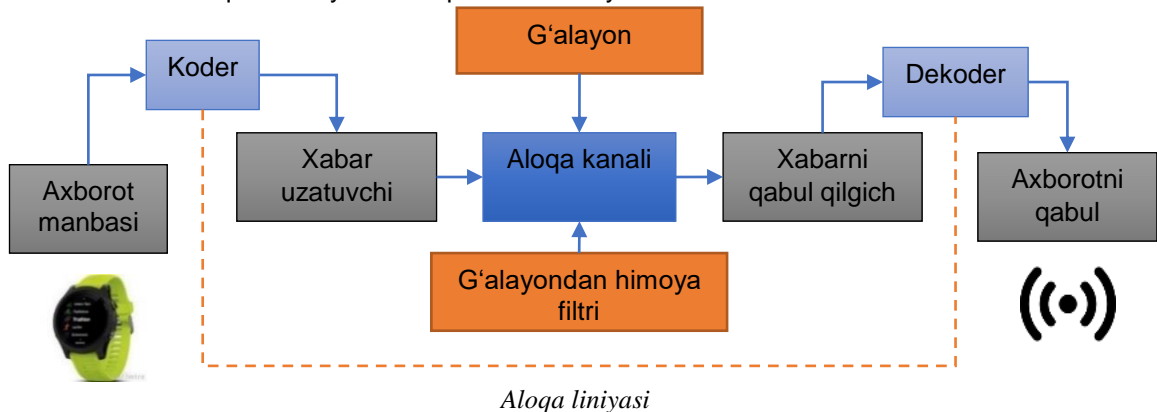 G‘alayon
Koder
Dekoder
Xabar
uzatuvchi
Aloqa kanali
Xabarni
qabul qilgich
Axborot
manbasi
Axborotni
qabul
G‘alayondan himoya
filtri
Aloqa liniyasi